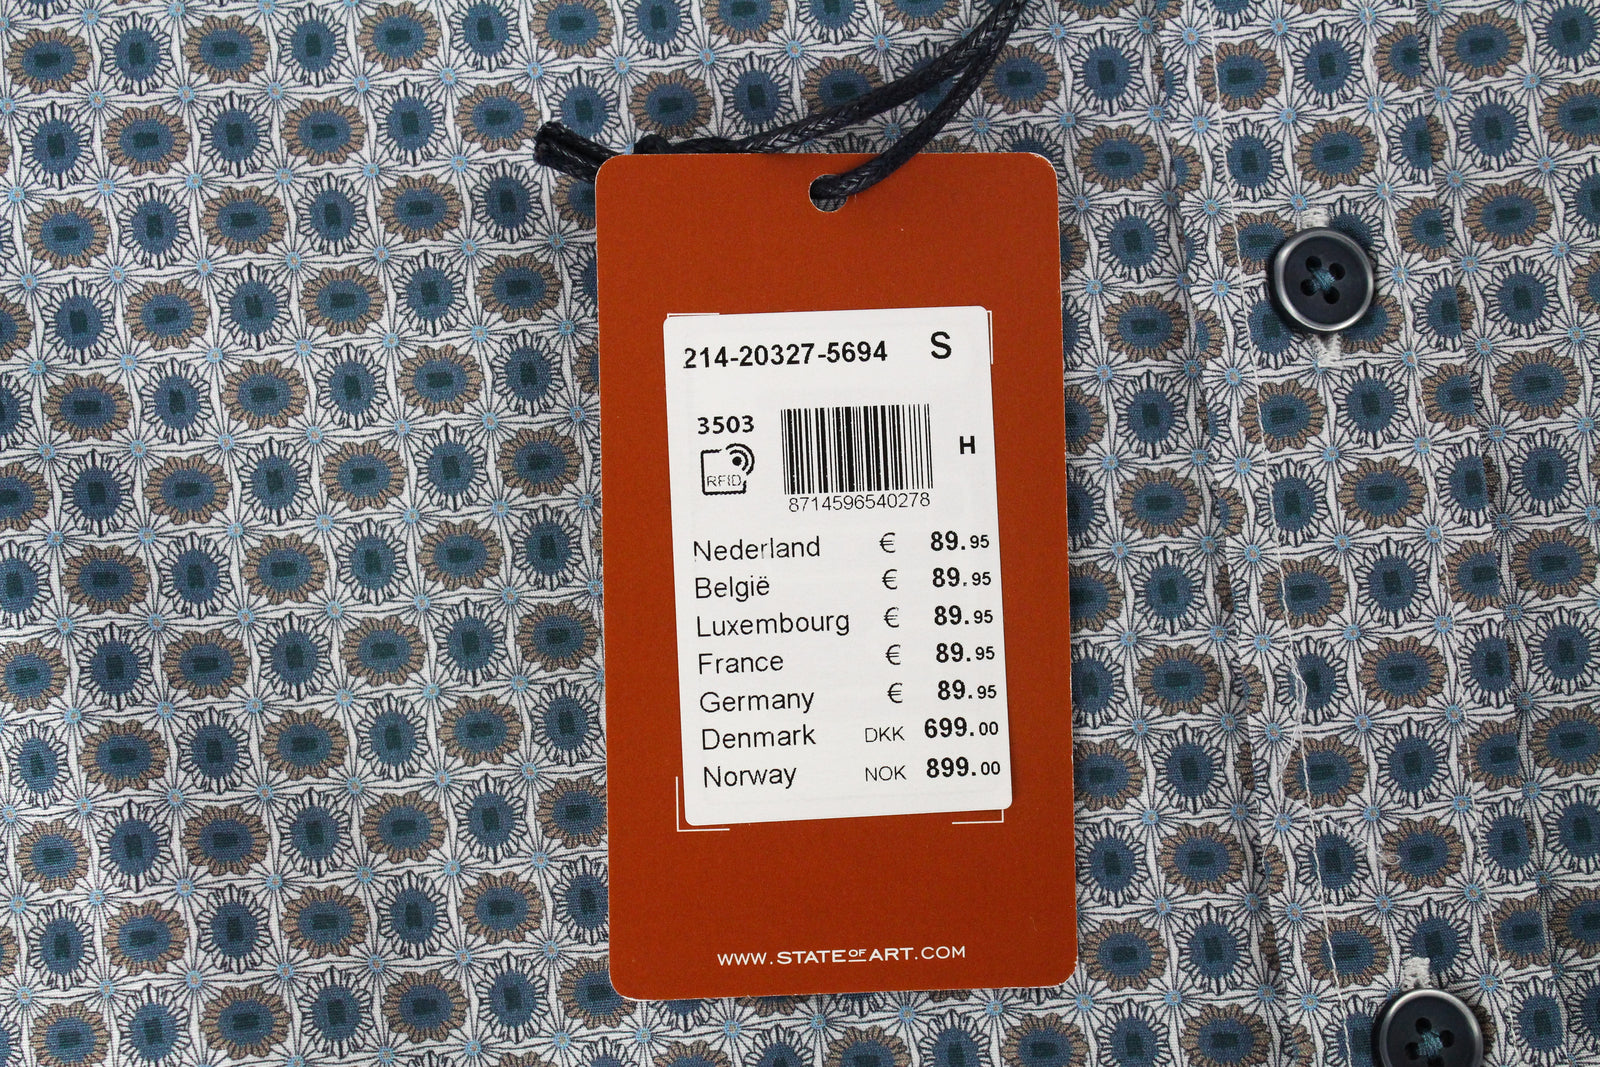 214-20327-5694 S
3503
RFID
H
8714596540278
Nederland € 89.95
België € 89.95
Luxembourg € 89.95
France € 89.95
Germany € 89.95
Denmark DKK 699.00
Norway NOK 899.00
WWW.STATEOFART.COM